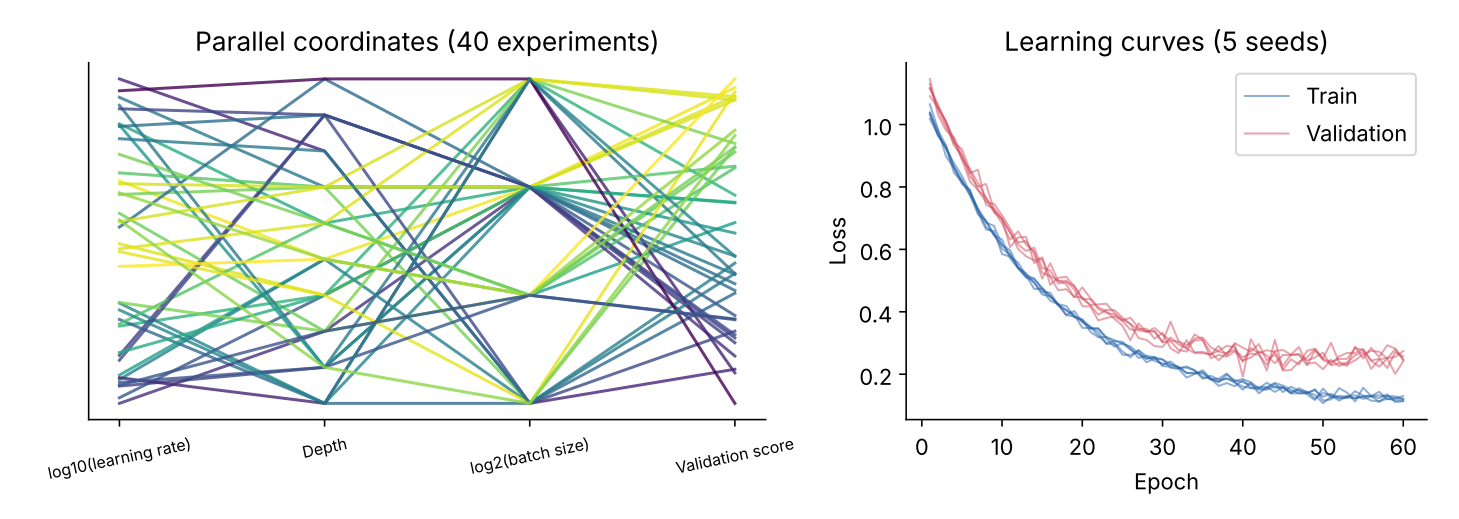 Parallel coordinates (40 experiments)
log10(learning rate)
Depth
log2(batch size)
Validation score
Learning curves (5 seeds)
Train
Validation
Loss
1.0
0.8
0.6
0.4
0.2
0
10
20
30
40
50
60
Epoch